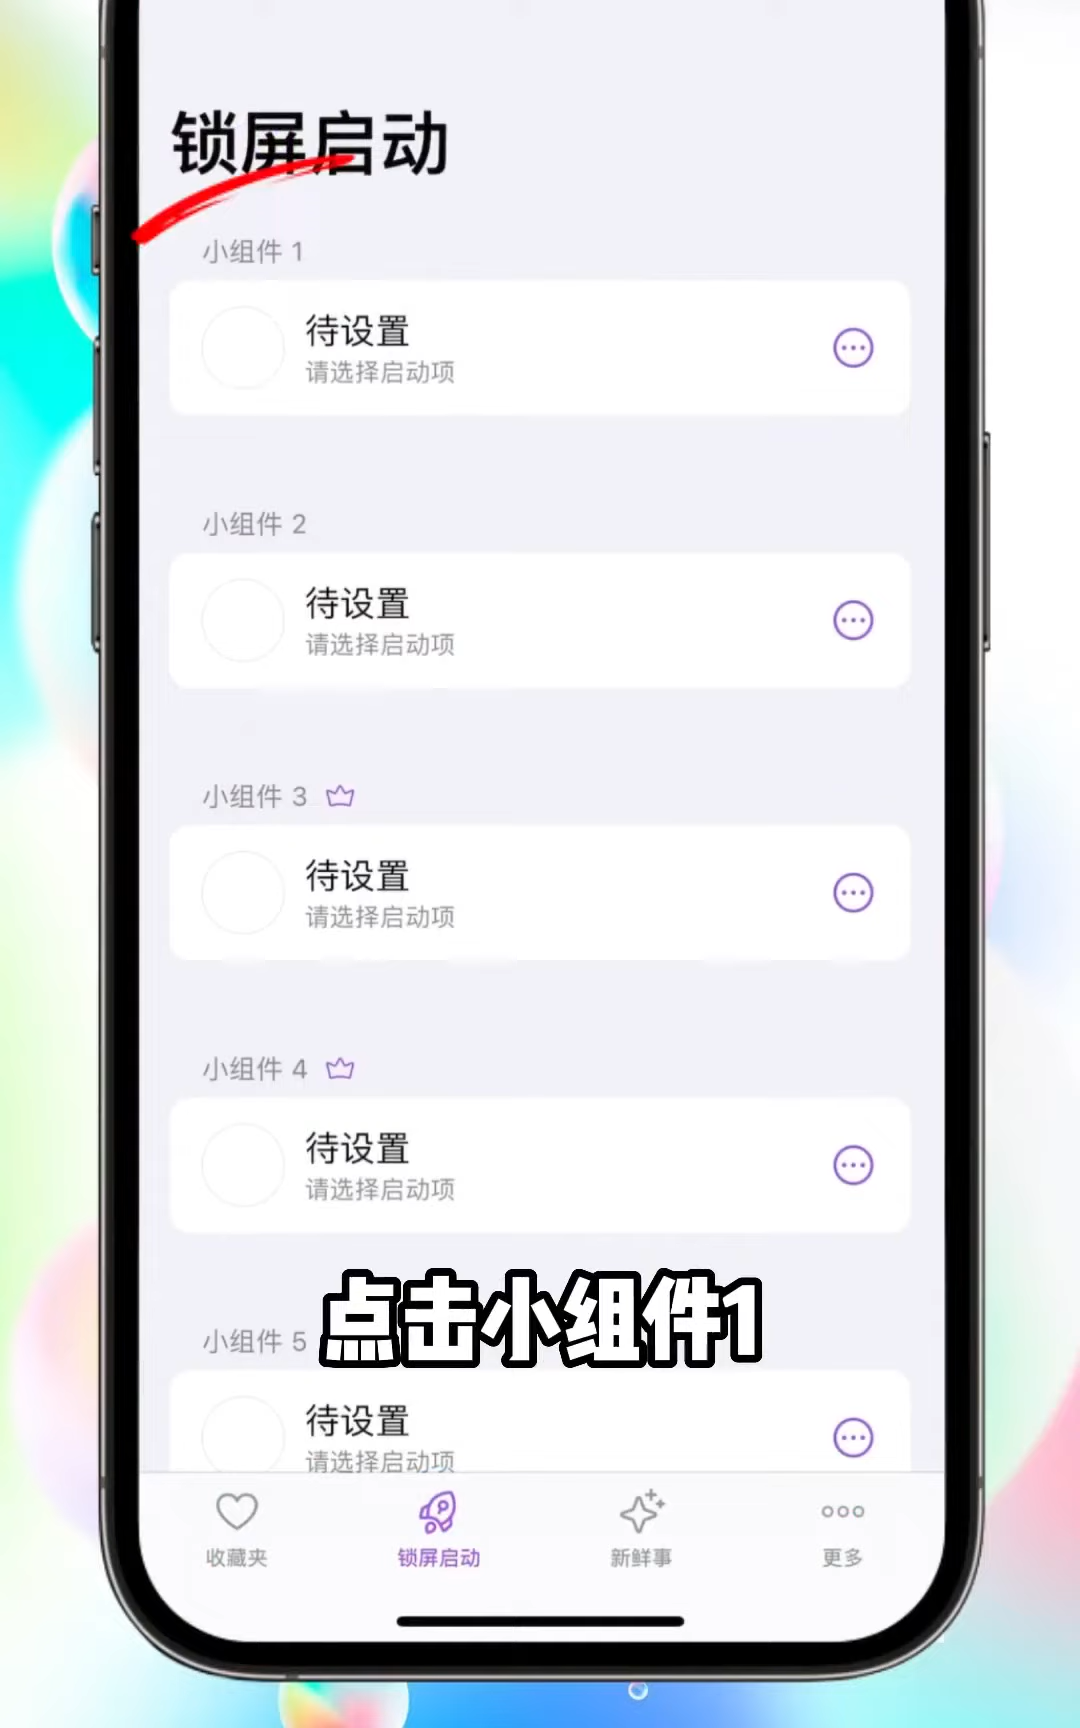 锁屏启动
小组件 1
待设置
请选择启动项
小组件 2
待设置
请选择启动项
小组件 3
待设置
请选择启动项
小组件 4
待设置
请选择启动项
点击小组件1
小组件 5
待设置
请选择启动项
收藏夹
锁屏启动
新鲜事
更多